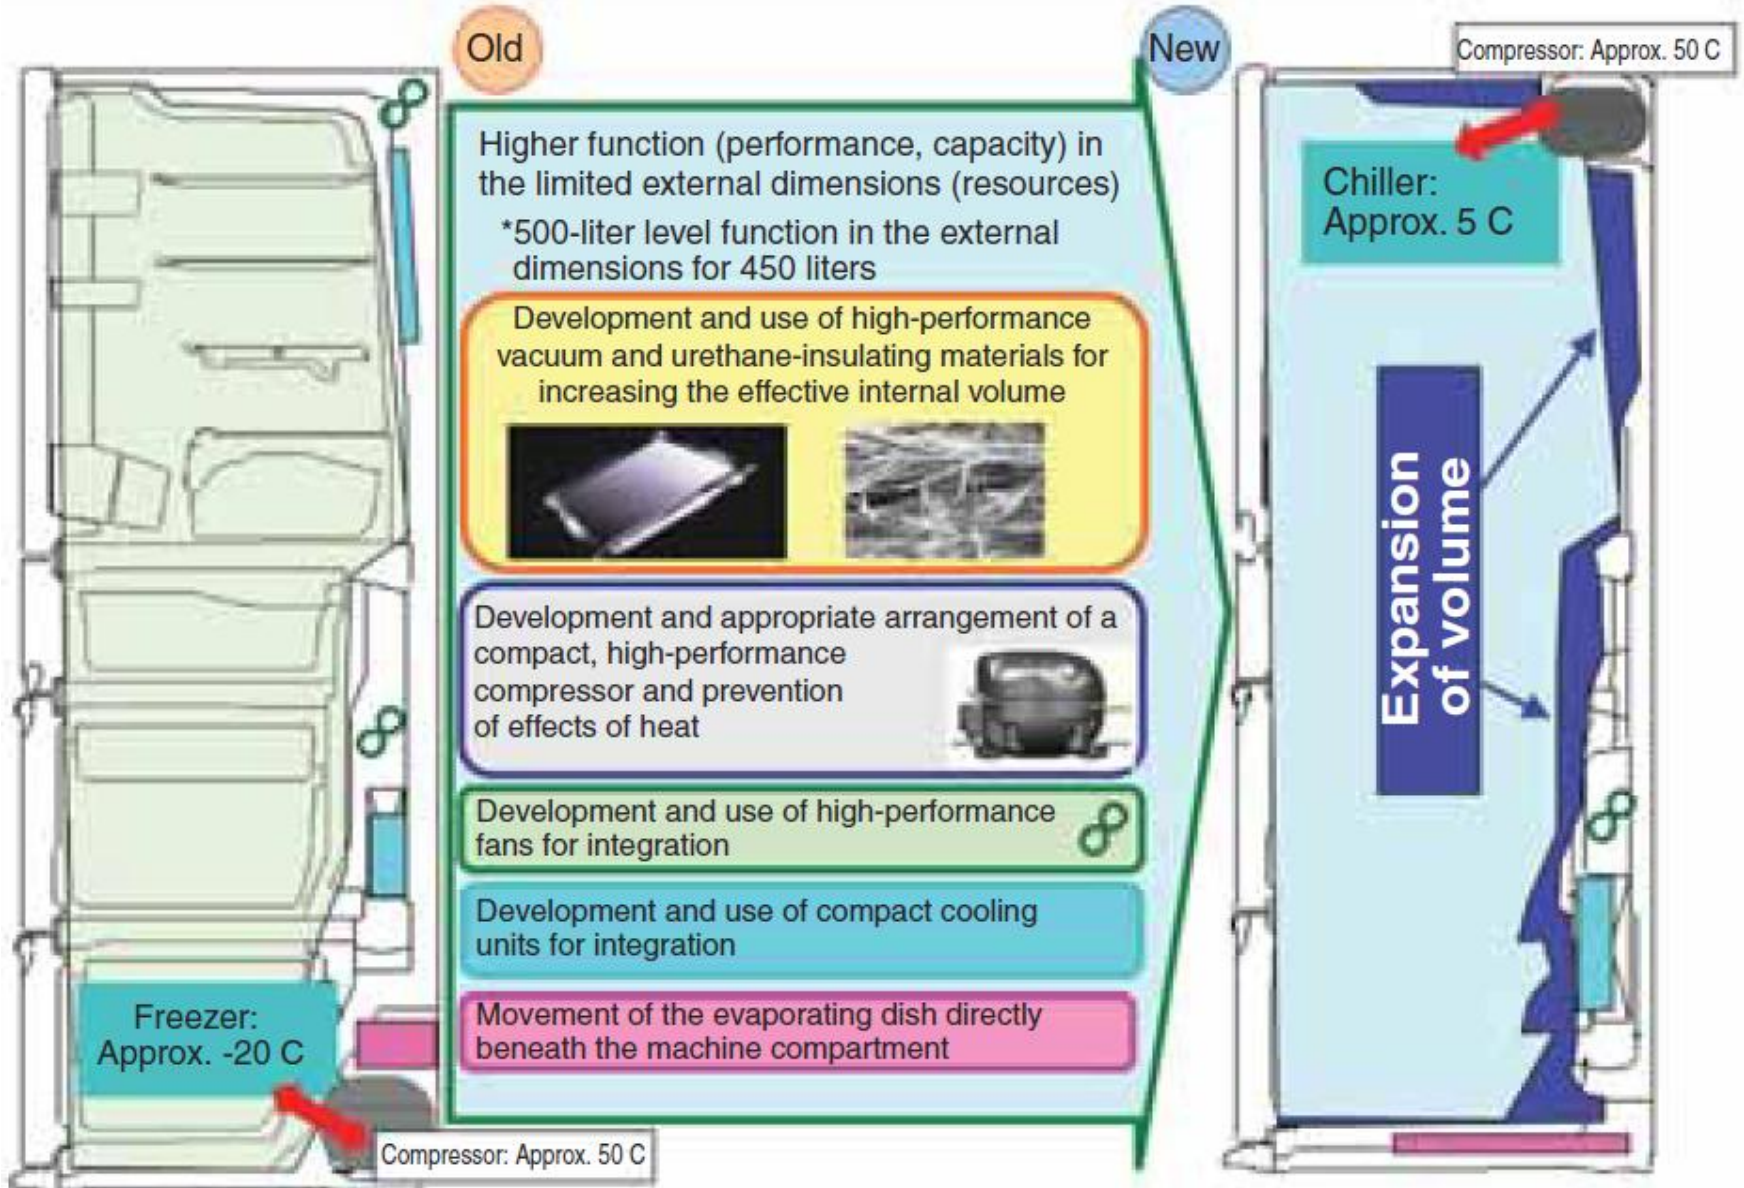 Old
New
Compressor: Approx. 50 C
Higher function (performance, capacity) in
the limited external dimensions (resources)
*500-liter level function in the external
dimensions for 450 liters
Chiller:
Approx. 5 C
Development and use of high-performance
vacuum and urethane-insulating materials for
increasing the effective internal volume
Expansion
of volume
Development and appropriate arrangement of a
compact, high-performance
compressor and prevention
of effects of heat
Development and use of high-performance
fans for integration
Development and use of compact cooling
units for integration
Freezer:
Approx. -20 C
Movement of the evaporating dish directly
beneath the machine compartment
Compressor: Approx. 50 C